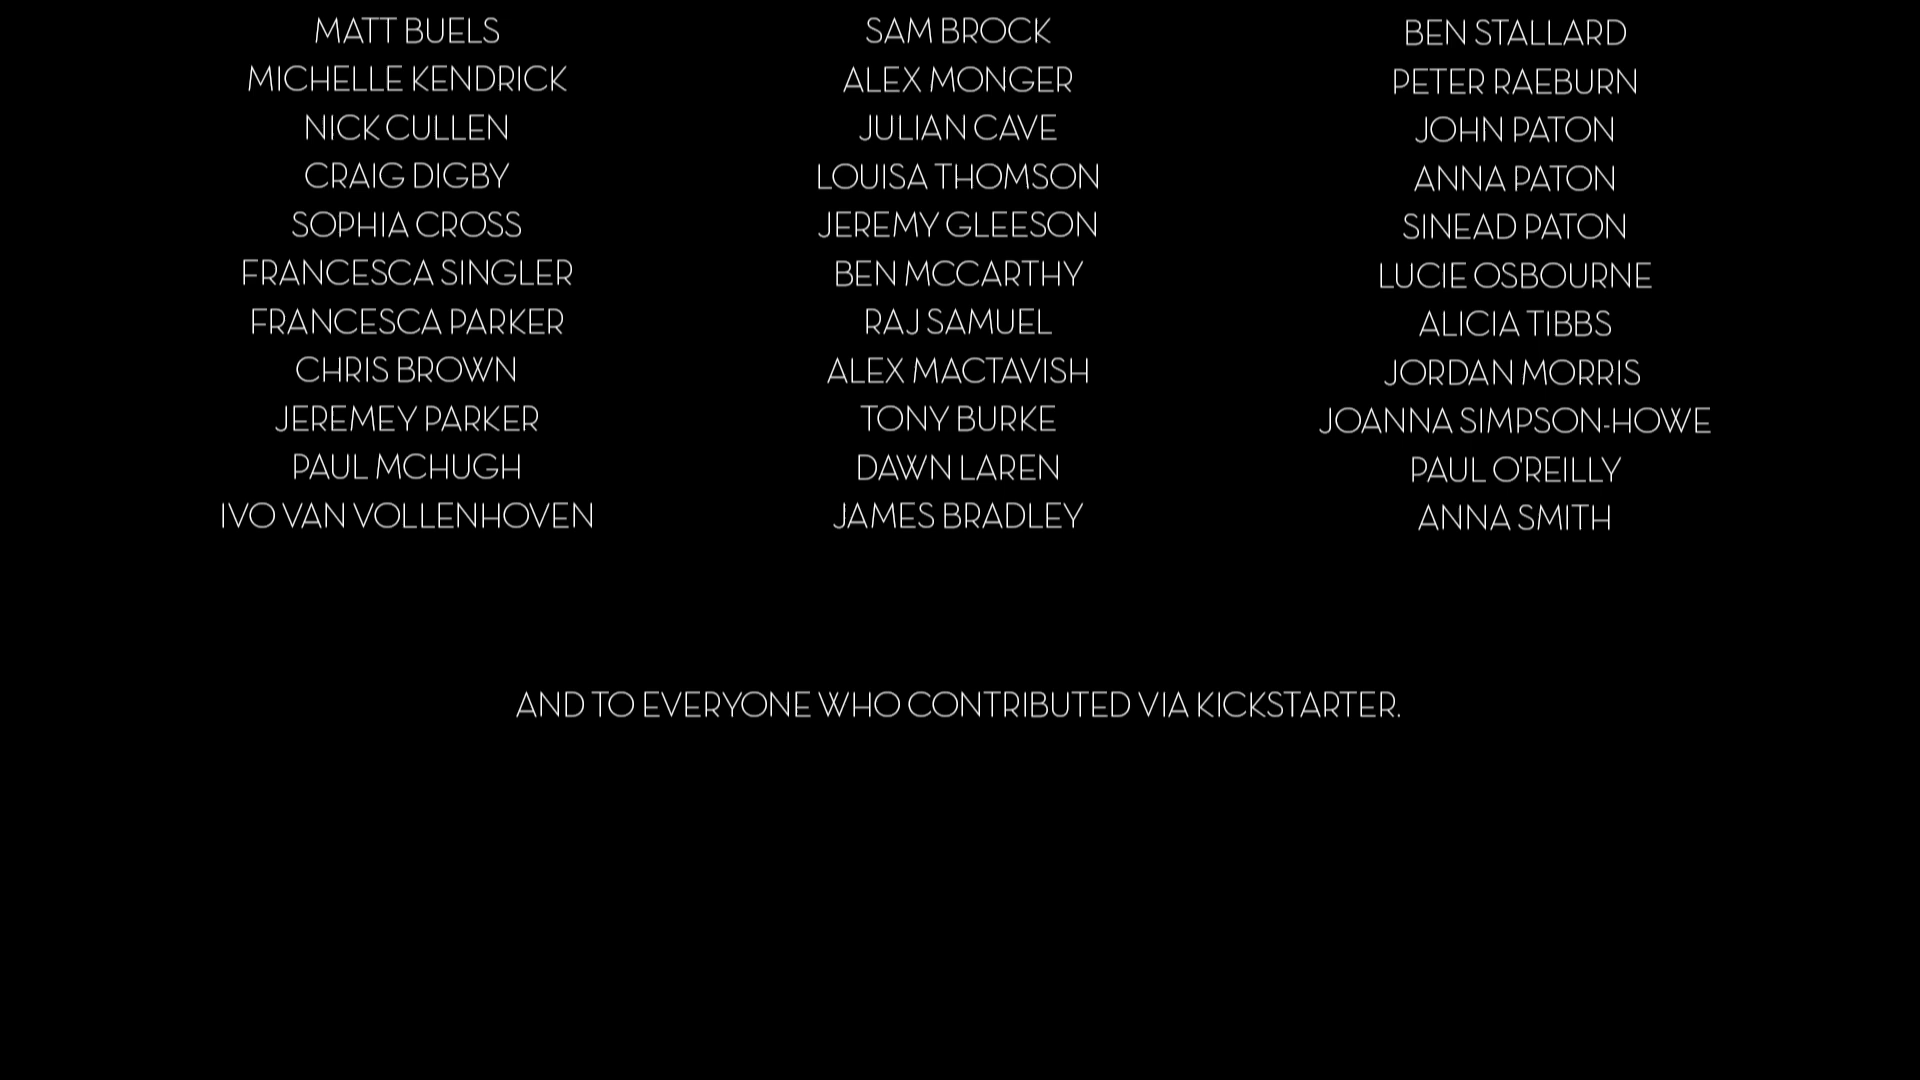 MATT BUELS
MICHELLE KENDRICK
NICK CULLEN
CRAIG DIGBY
SOPHIA CROSS
FRANCESCA SINGLER
FRANCESCA PARKER
CHRIS BROWN
JEREMEY PARKER
PAUL MCHUGH
IVO VAN VOLLENHOVEN
SAM BROCK
ALEX MONGER
JULIAN CAVE
LOUISA THOMSON
JEREMY GLEESON
BEN MCCARTHY
RAJ SAMUEL
ALEX MACTAVISH
TONY BURKE
DAWN LAREN
JAMES BRADLEY
BEN STALLARD
PETER RAEBURN
JOHN PATON
ANNA PATON
SINEAD PATON
LUCIE OSBOURNE
ALICIA TIBBS
JORDAN MORRIS
JOANNA SIMPSON-HOWE
PAUL O'REILLY
ANNA SMITH
AND TO EVERYONE WHO CONTRIBUTED VIA KICKSTARTER.